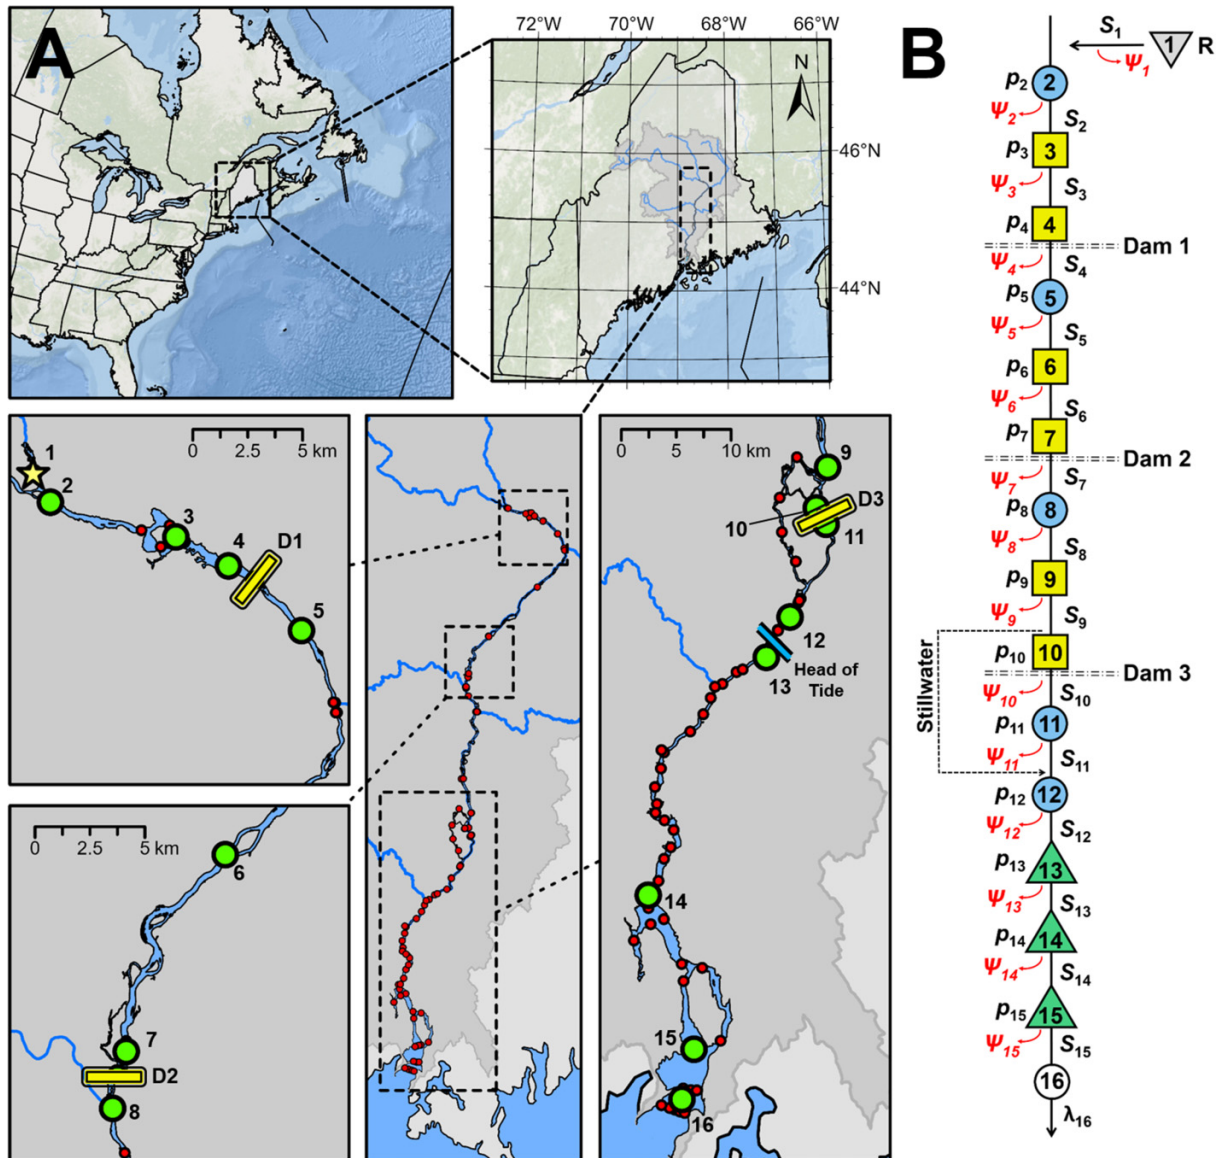 A
72°W 70°W 68°W 66°W
N
46°N
44°N
0 2.5 5 km
1
2
3
4
D1
5
0 2.5 5 km
6
7
D2
8
0 5 10 km
9
D3
10
11
12
13
Head of
Tide
14
15
16
B
S1
1 R
Ψ1
p2 2
Ψ2 S2
p3 3
Ψ3 S3
p4 4
Dam 1
Ψ4 S4
p5 5
Ψ5 S5
p6 6
Ψ6 S6
p7 7
Dam 2
Ψ7 S7
p8 8
Ψ8 S8
p9 9
Ψ9 S9
Stillwater
p10 10
Dam 3
Ψ10 S10
p11 11
Ψ11 S11
p12 12
Ψ12 S12
p13 13
Ψ13 S13
p14 14
Ψ14 S14
p15 15
Ψ15 S15
16
λ16